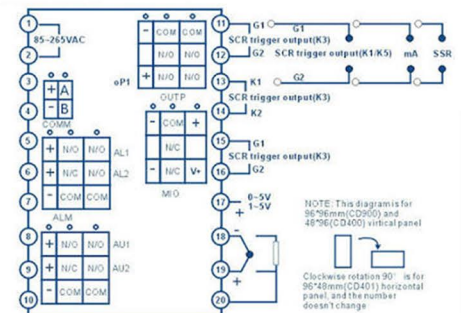 1
85~265VAC
2
3
+ A
4
- B
COMM
5
+ N/O N/O AL1
6
+ N/C N/O AL2
7
- COM COM
ALM
8
+ N/O N/O AU1
9
+ N/C N/O AU2
10
COM COM
- COM COM
N/O N/O
+ N/O N/O
oP1
OUTP
- COM +
N/C
- N/C V+
MIO
11
G1
SCR trigger output(K3)
12
G2
13
K1
SCR trigger output(K3)
14
K2
15
G1
SCR trigger output(K3)
16
G2
17
0~5V
1~5V
+
18
-
19
+
20
G1
SCR trigger output(K1/K5) mA SSR
G2
NOTE: This diagram is for
96*96mm(CD900) and
48*96(CD400) virtical panel
Clockwise rotation 90° is for
96*48mm(CD401) horizontal
panel, and the number
doesn't change